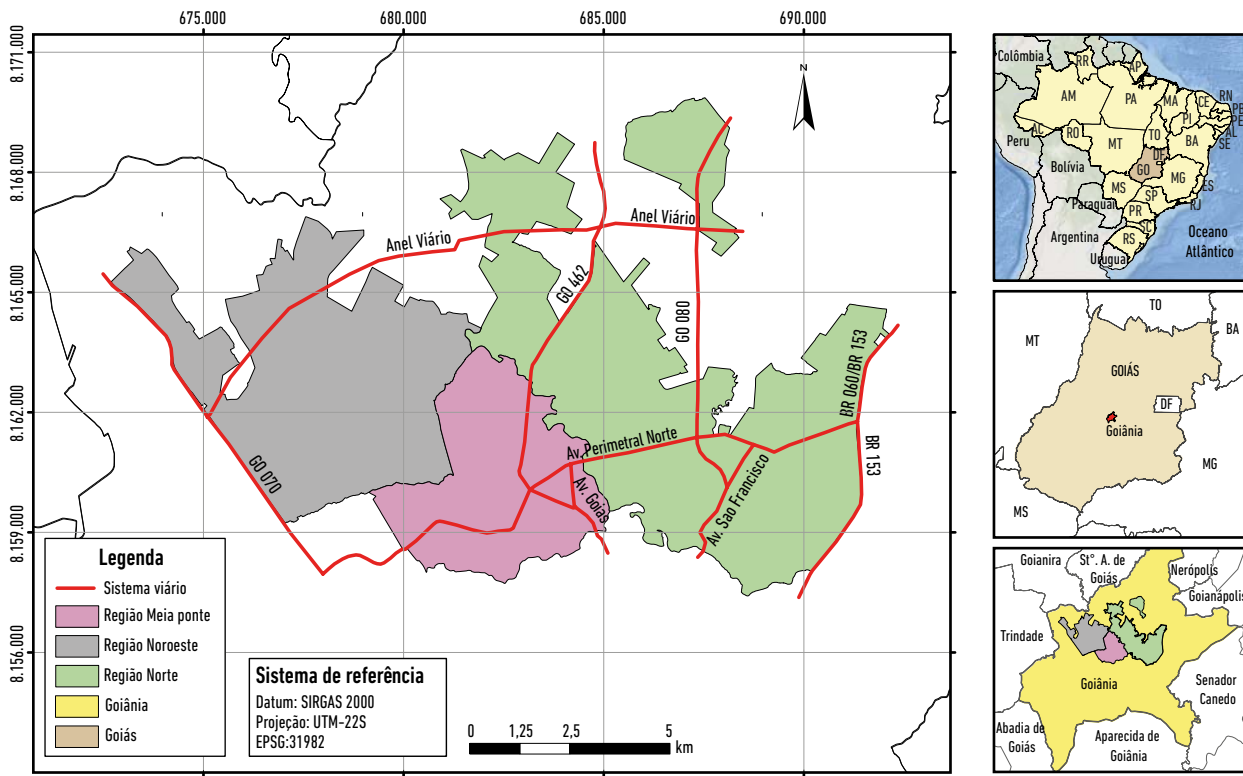 675.000
680.000
685.000
690.000
8.171.000
8.168.000
8.165.000
8.162.000
8.159.000
8.156.000
N
Anel Viário
Anel Viário
GO 462
GO 080
BR 060/BR 153
BR 153
GO 070
Av. Perimetral Norte
Av. Goias
Av. Sao Francisco
Legenda
Sistema viário
Região Meia ponte
Região Noroeste
Região Norte
Goiânia
Goiás
Sistema de referência
Datum: SIRGAS 2000
Projeção: UTM-22S
EPSG:31982
0 1,25 2,5 5
km
Colômbia
RR
AP
AM
PA
MA
CE
RN
PB
PE
PI
AC
RO
TO
AL
SE
Peru
MT
BA
DF
GO
Bolívia
MG
MS
ES
SP
RJ
Paraguai
PR
SC
Argentina
RS
Oceano
Atlântico
Uruguai
TO
BA
MT
GOIÁS
DF
Goiânia
MG
MS
Goianira
St°. A. de
Goiás
Nerópolis
Goianápolis
Trindade
Goiânia
Senador
Canedo
Abadia de
Goiás
Aparecida de
Goiânia